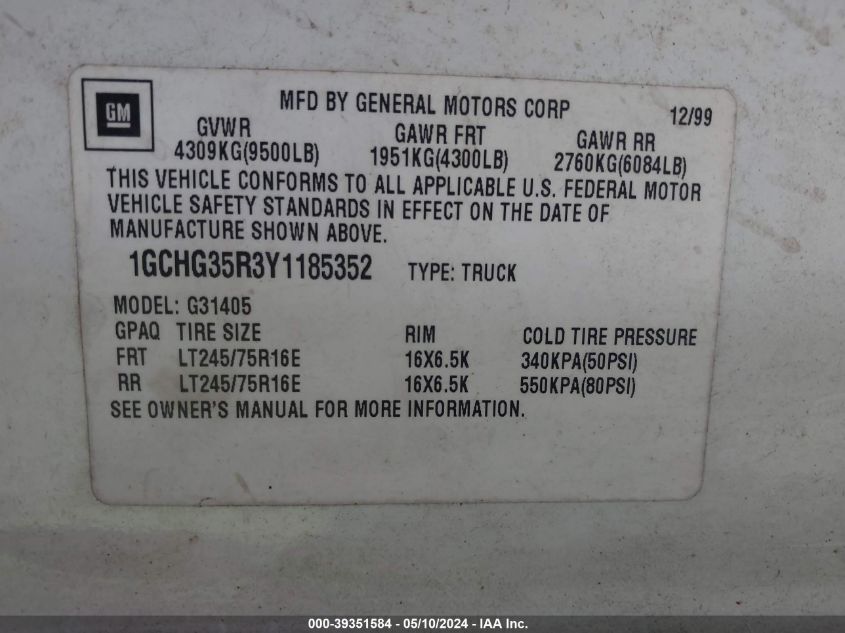 GM
MFD BY GENERAL MOTORS CORP 12/99
GVWR GAWR FRT GAWR RR
4309KG(9500LB) 1951KG(4300LB) 2760KG(6084LB)
THIS VEHICLE CONFORMS TO ALL APPLICABLE U.S. FEDERAL MOTOR
VEHICLE SAFETY STANDARDS IN EFFECT ON THE DATE OF
MANUFACTURE SHOWN ABOVE.
1GCHG35R3Y1185352 TYPE: TRUCK
MODEL: G31405
GPAQ TIRE SIZE RIM COLD TIRE PRESSURE
FRT LT245/75R16E 16X6.5K 340KPA(50PSI)
RR LT245/75R16E 16X6.5K 550KPA(80PSI)
SEE OWNER'S MANUAL FOR MORE INFORMATION.
000-39351584 - 05/10/2024 - IAA Inc.